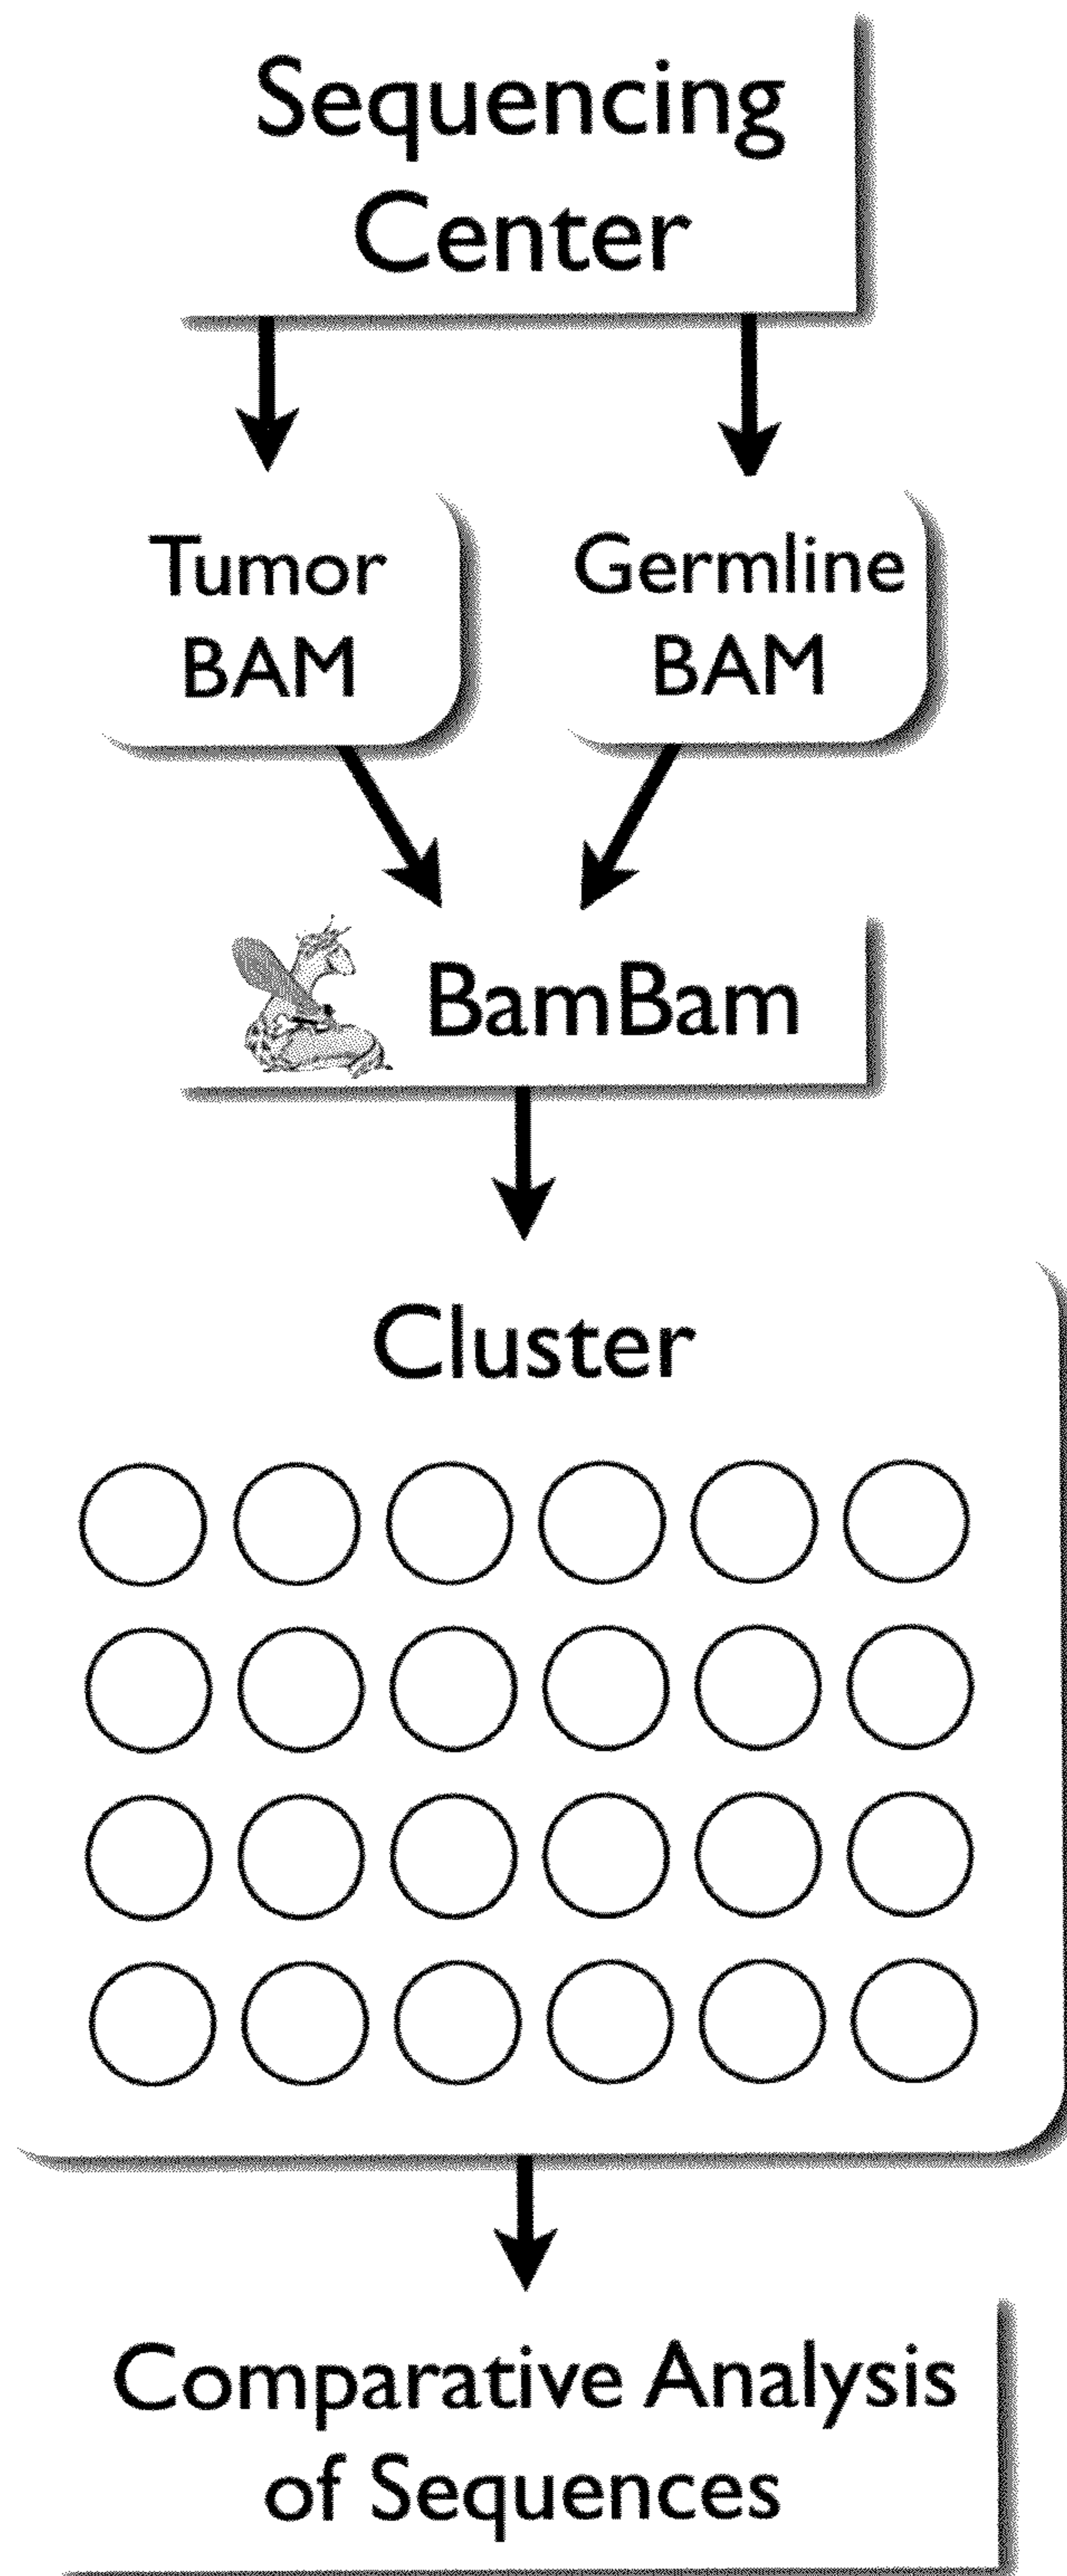 Sequencing
Center
Tumor
BAM
Germline
BAM
BamBam
Cluster
Comparative Analysis
of Sequences